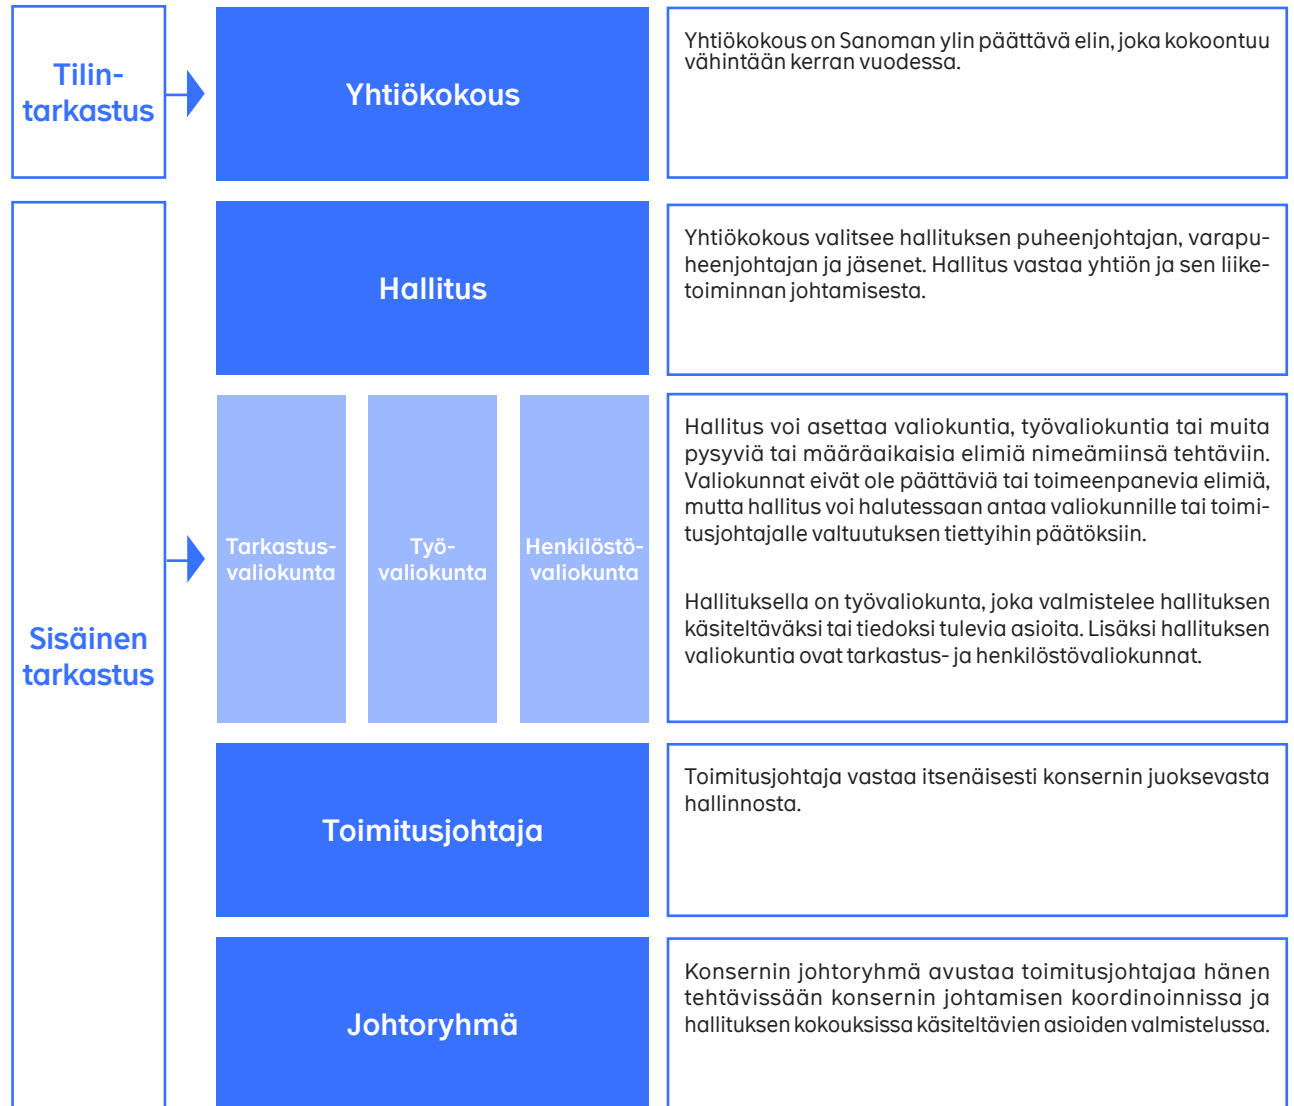 Tilin-
tarkastus
Yhtiökokous
Yhtiökokous on Sanoman ylin päättävä elin, joka kokoontuu
vähintään kerran vuodessa.
Hallitus
Yhtiökokous valitsee hallituksen puheenjohtajan, varapu-
heenjohtajan ja jäsenet. Hallitus vastaa yhtiön ja sen liike-
toiminnan johtamisesta.
Sisäinen
tarkastus
Tarkastus-
valiokunta
Työ-
valiokunta
Henkilöstö-
valiokunta
Hallitus voi asettaa valiokuntia, työvaliokuntia tai muita
pysyviä tai määräaikaisia elimiä nimeämiinsä tehtäviin.
Valiokunnat eivät ole päättäviä tai toimeenpanevia elimiä,
mutta hallitus voi halutessaan antaa valiokunnille tai toimi-
tusjohtajalle valtuutuksen tiettyihin päätöksiin.
Hallituksella on työvaliokunta, joka valmistelee hallituksen
käsiteltäväksi tai tiedoksi tulevia asioita. Lisäksi hallituksen
valiokuntia ovat tarkastus- ja henkilöstövaliokunnat.
Toimitusjohtaja
Toimitusjohtaja vastaa itsenäisesti konsernin juoksevasta
hallinnosta.
Johtoryhmä
Konsernin johtoryhmä avustaa toimitusjohtajaa hänen
tehtävissään konsernin johtamisen koordinoinnissa ja
hallituksen kokouksissa käsiteltävien asioiden valmistelussa.